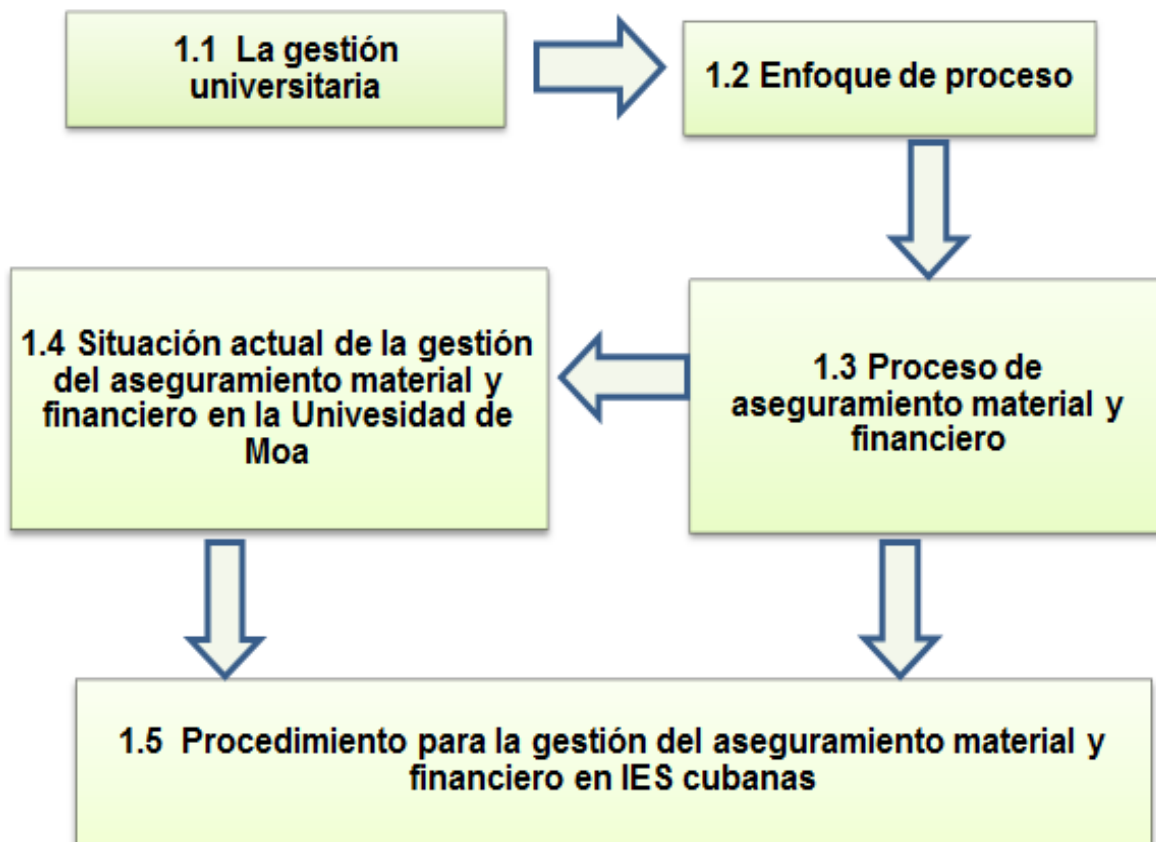 1.1 La gestión
universitaria
1.2 Enfoque de proceso
1.3 Proceso de
aseguramiento material y
financiero
1.4 Situación actual de la gestión
del aseguramiento material y
financiero en la Univesidad de
Moa
1.5 Procedimiento para la gestión del aseguramiento material y
financiero en IES cubanas